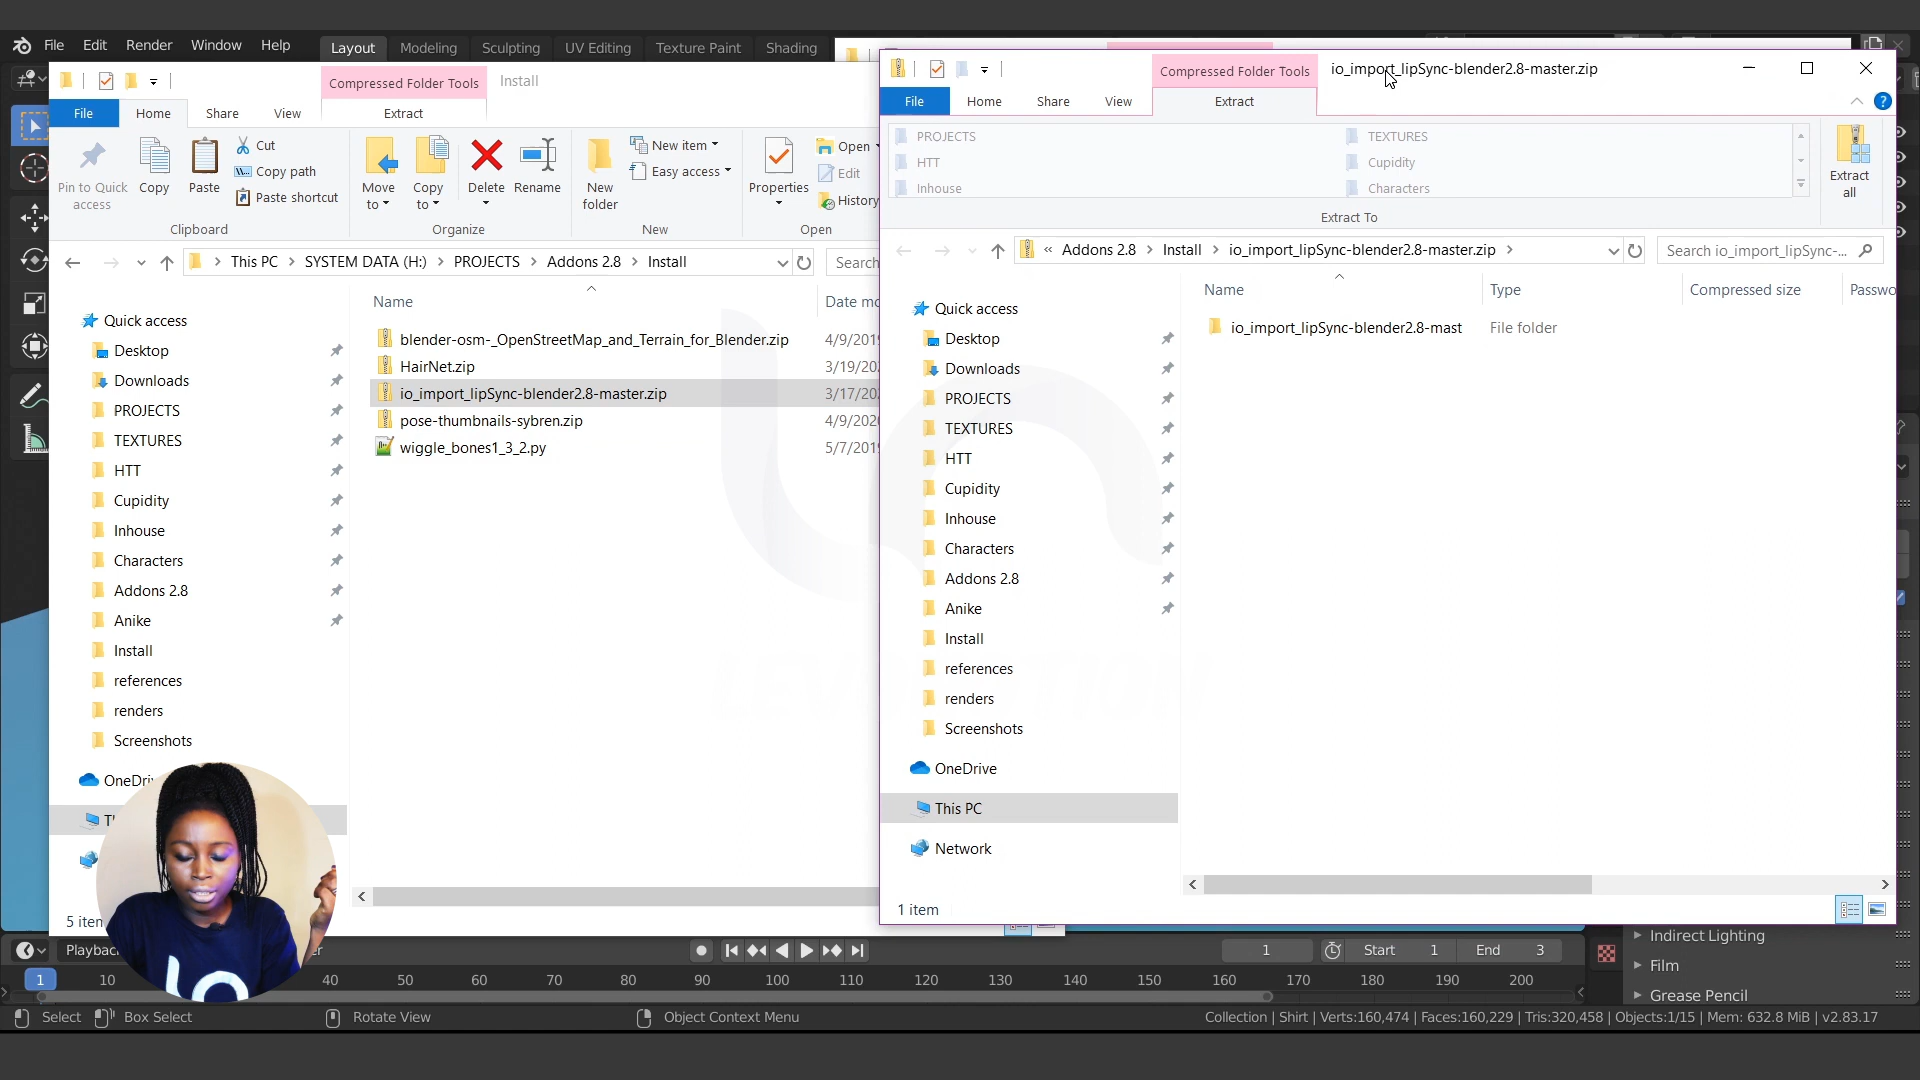 File Edit Render Window Help Layout Modeling Sculpting UV Editing Texture Paint Shading
Compressed Folder Tools Install
File Home Share View Extract
Pin to Quick access
Copy
Paste
Cut
Copy path
Paste shortcut
Move to
Copy to
Delete
Rename
New folder
New item
Easy access
Properties
Open
Edit
History
Clipboard Organize New Open
This PC > SYSTEM DATA (H:) > PROJECTS > Addons 2.8 > Install
Search
Name Date mo
Quick access
Desktop
Downloads
PROJECTS
TEXTURES
HTT
Cupidity
Inhouse
Characters
Addons 2.8
Anike
Install
references
renders
Screenshots
blender-osm-_OpenStreetMap_and_Terrain_for_Blender.zip 4/9/2019
HairNet.zip 3/19/20
io_import_lipSync-blender2.8-master.zip 3/17/20
pose-thumbnails-sybren.zip 4/9/2020
wiggle_bones1_3_2.py 5/7/2019
5 item
Compressed Folder Tools io_import_lipSync-blender2.8-master.zip
File Home Share View Extract
PROJECTS TEXTURES
HTT Cupidity
Inhouse Characters
Extract all
Extract To
« Addons 2.8 > Install > io_import_lipSync-blender2.8-master.zip >
Search io_import_lipSync-...
Name Type Compressed size Passwo
io_import_lipSync-blender2.8-mast File folder
Quick access
Desktop
Downloads
PROJECTS
TEXTURES
HTT
Cupidity
Inhouse
Characters
Addons 2.8
Anike
Install
references
renders
Screenshots
OneDrive
This PC
Network
1 item
Indirect Lighting
Film
Grease Pencil
1 Start 1 End 3
1 10 40 50 60 70 80 90 100 110 120 130 140 150 160 170 180 190 200
Select Box Select Rotate View Object Context Menu
Collection | Shirt | Verts:160,474 | Faces:160,229 | Tris:320,458 | Objects:1/15 | Mem: 632.8 MiB | v2.83.17